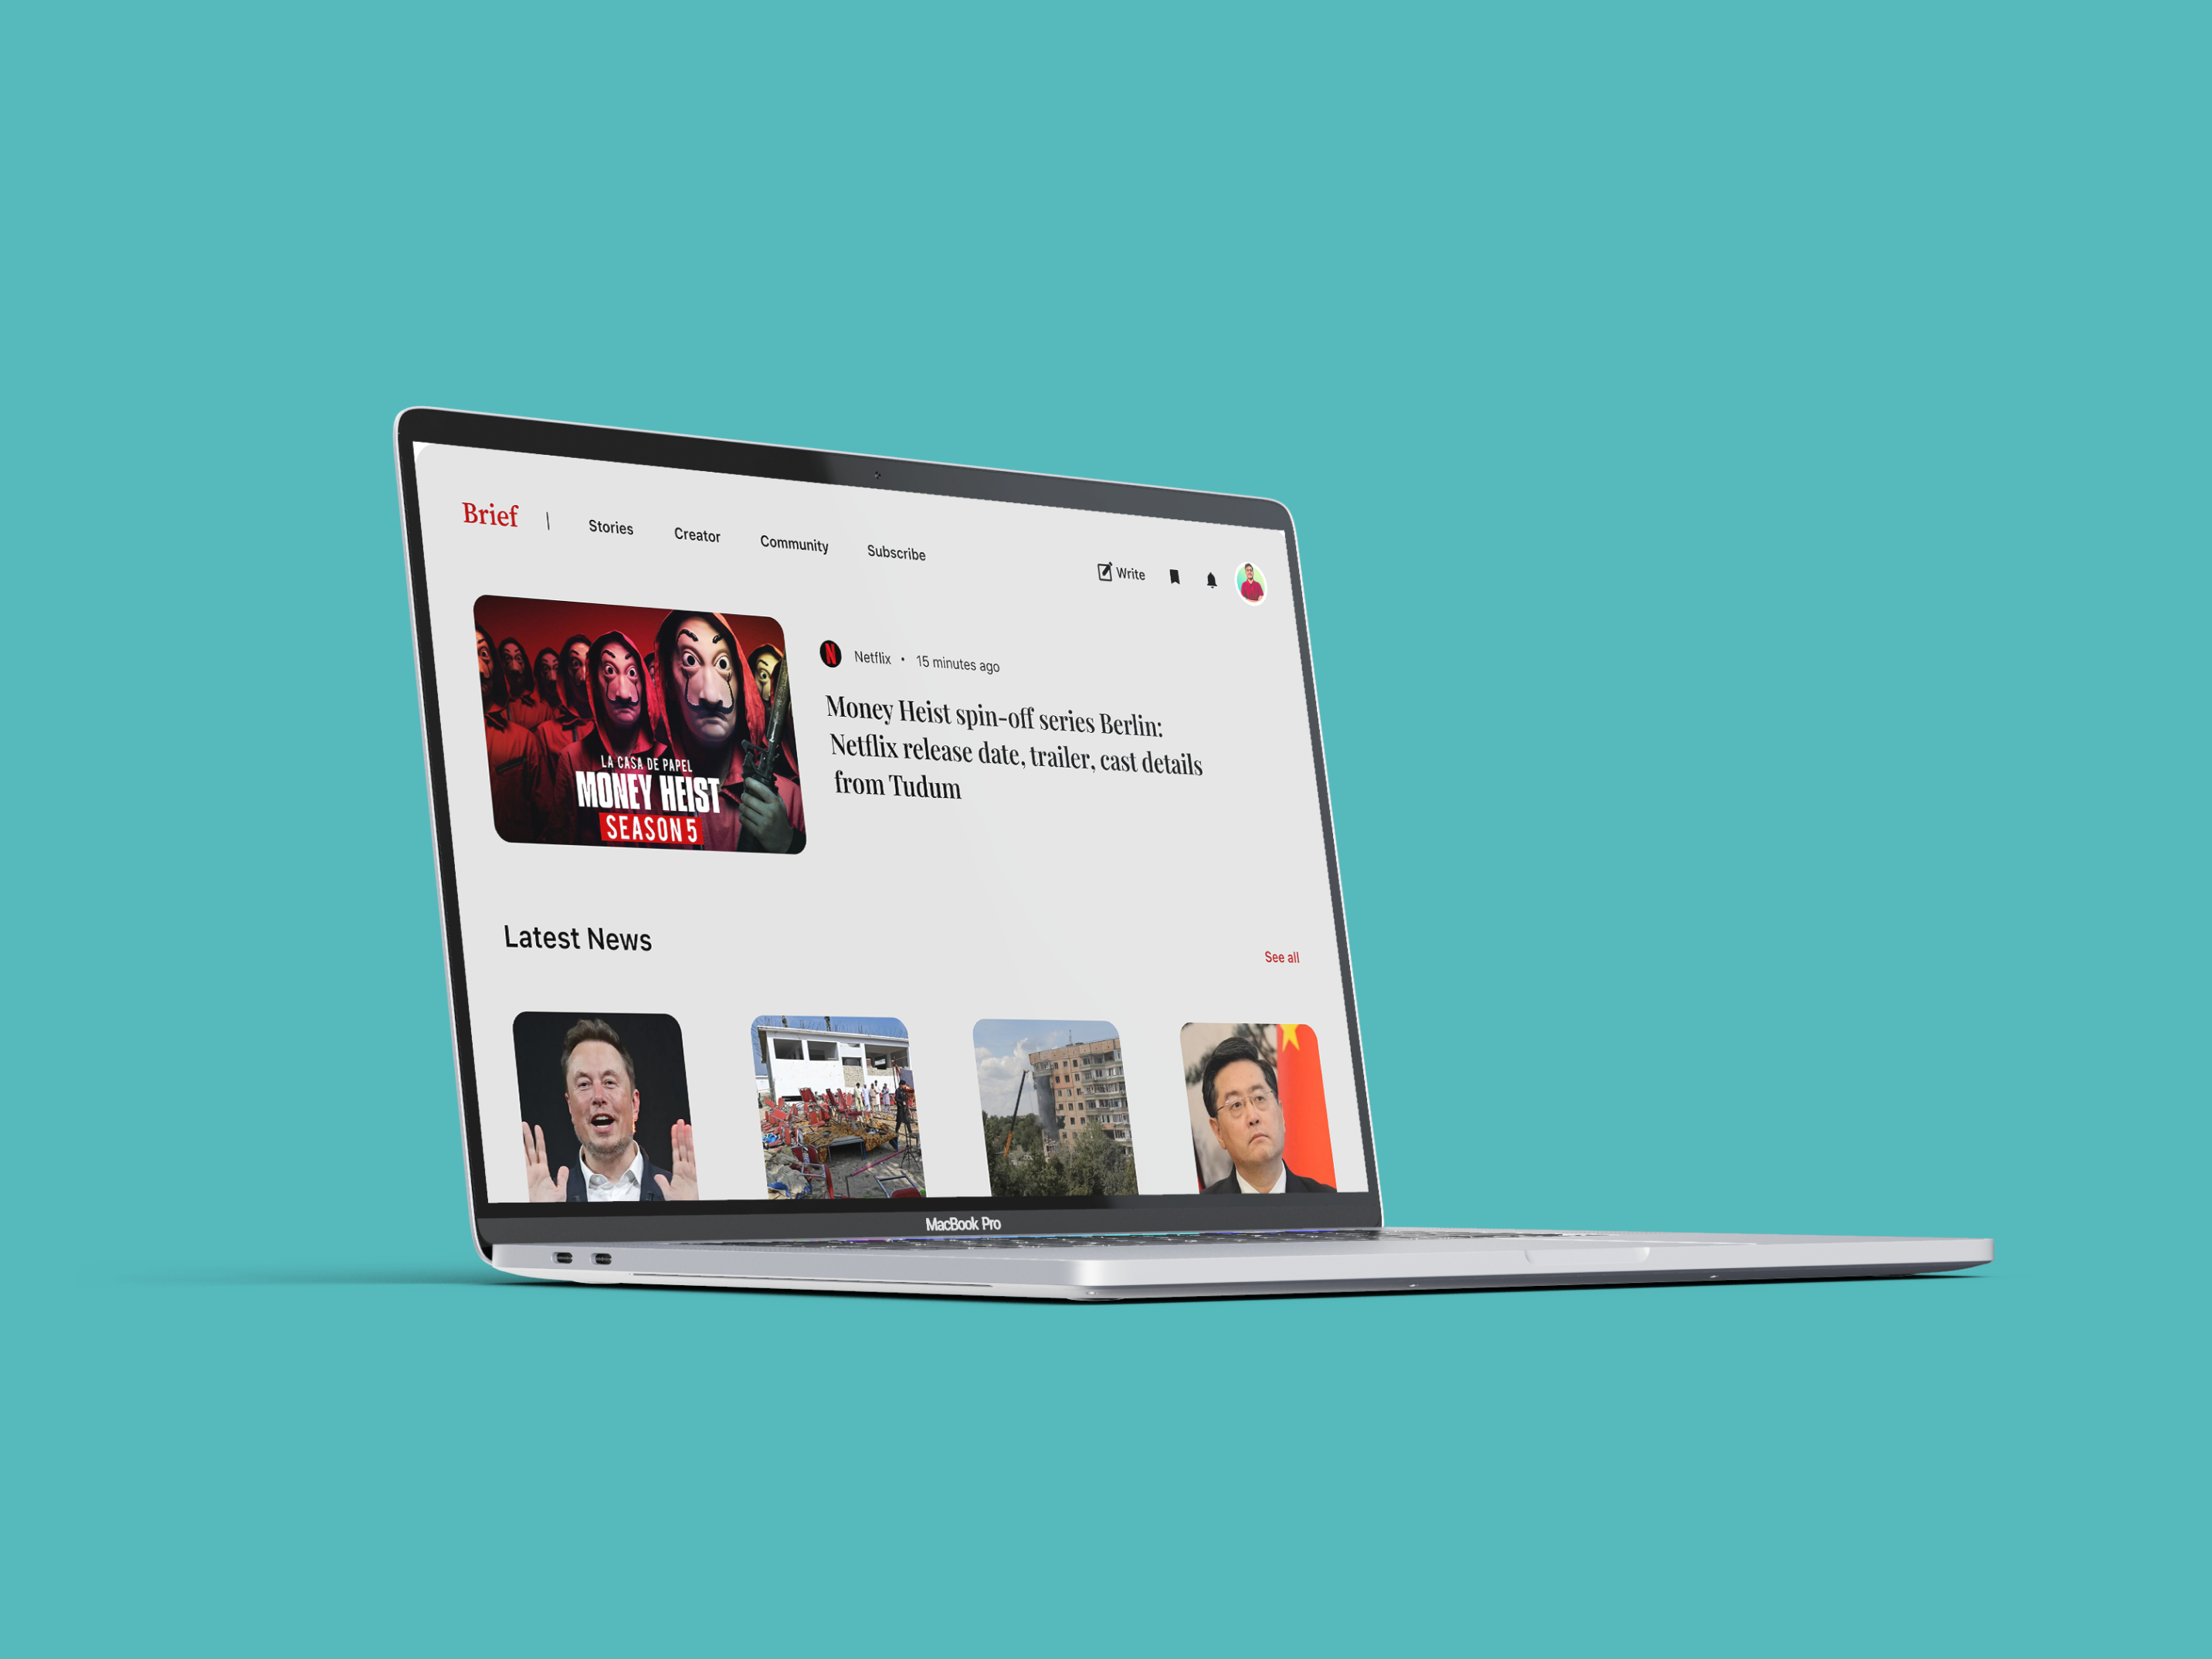 Brief | Stories Creator Community Subscribe Write
N Netflix • 15 minutes ago
Money Heist spin-off series Berlin:
Netflix release date, trailer, cast details
from Tudum
LA CASA DE PAPEL
MONEY HEIST
SEASON 5
Latest News
See all
MacBook Pro